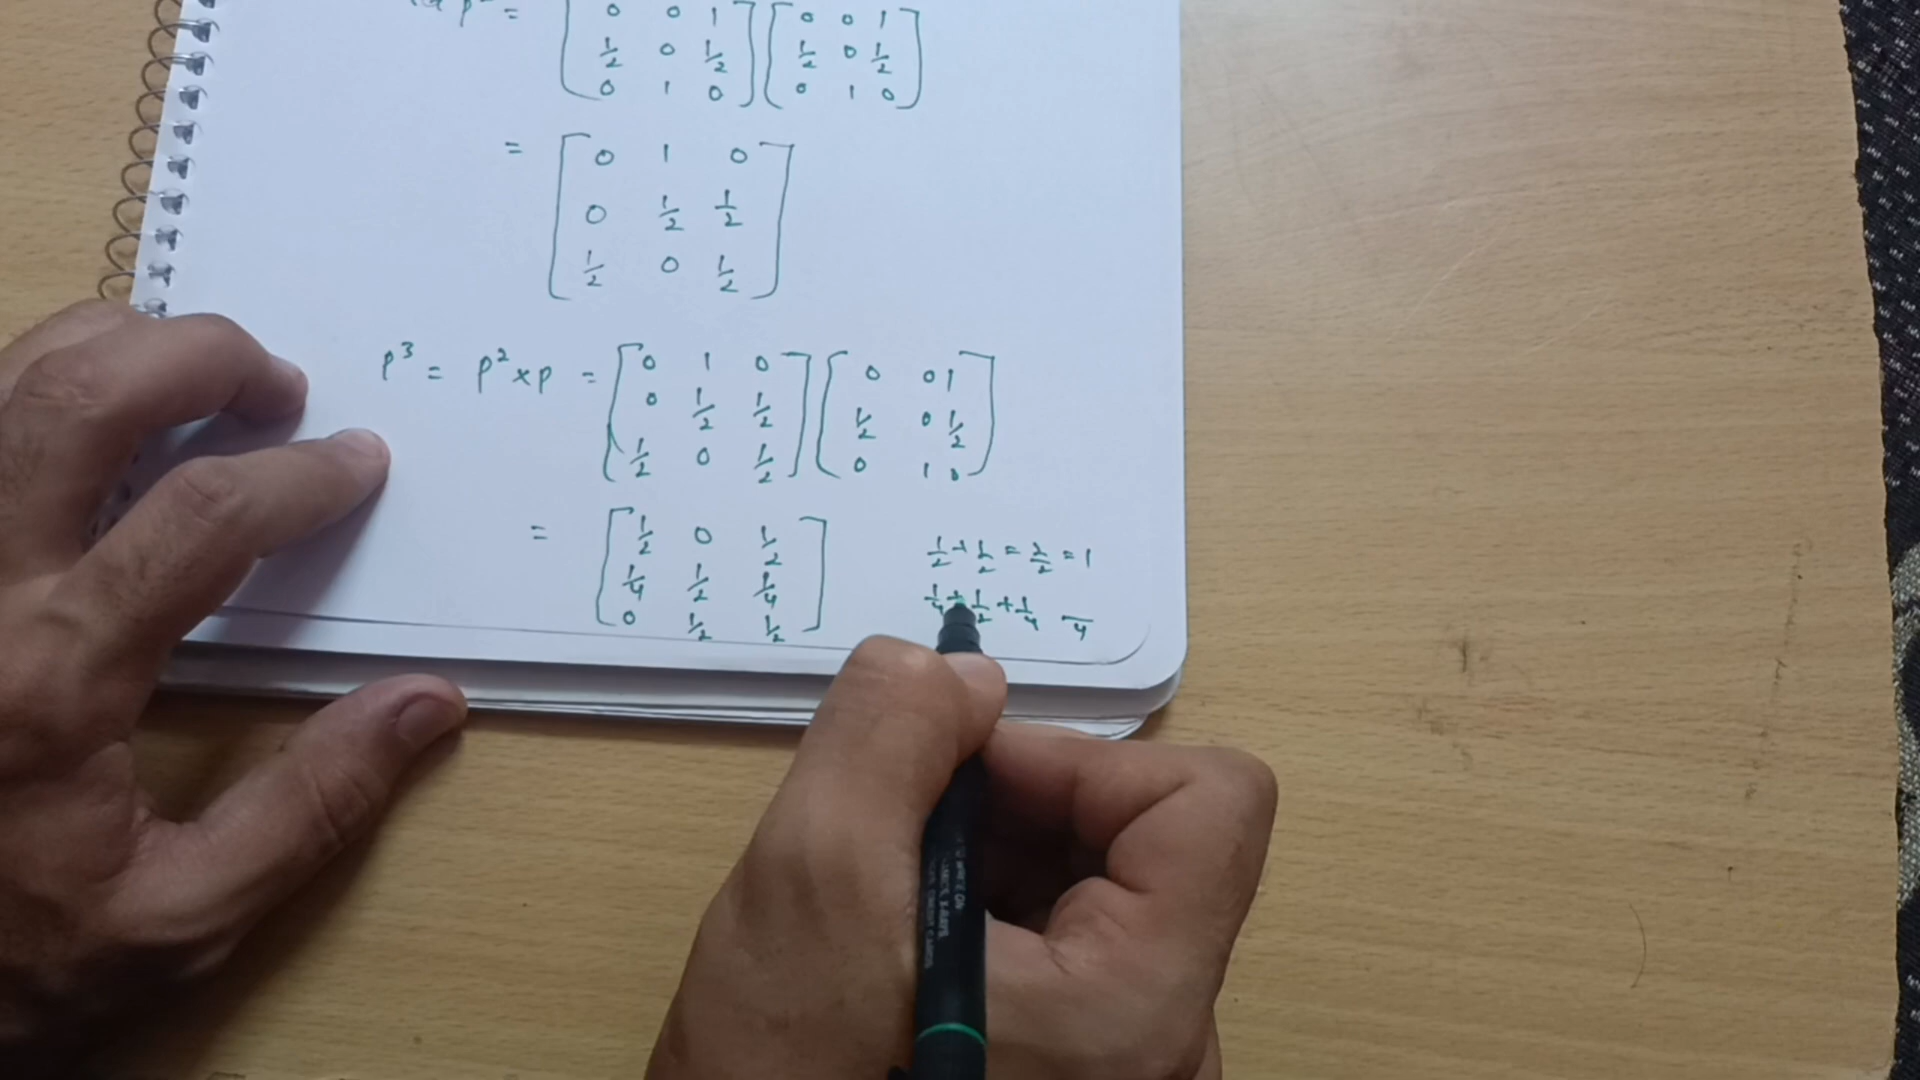 p² = [ 0 0 1 ] [ 0 0 1 ]
1/2 0 1/2 1/2 0 1/2
0 1 0 0 1 0
= [ 0 1 0 ]
0 1/2 1/2
1/2 0 1/2
p³ = p² × p = [ 0 1 0 ] [ 0 0 1 ]
0 1/2 1/2 1/2 0 1/2
1/2 0 1/2 0 1 0
= [ 1/2 0 1/2 ] 1/2 + 1/2 = 2/2 = 1
1/4 1/2 1/4 1/4 + 1/2 + 1/4 /4
0 1/2 1/2